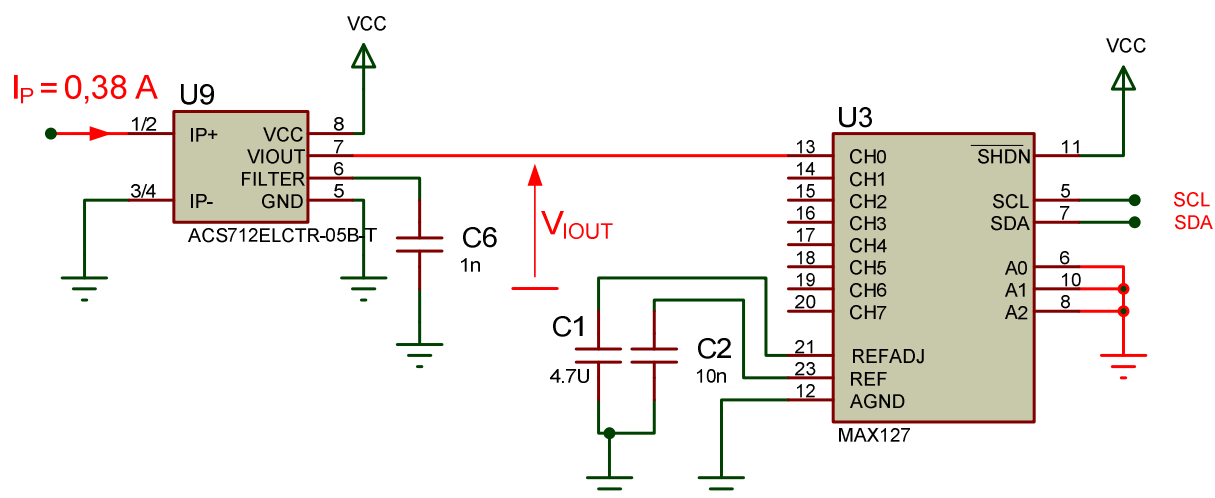 VCC
I_P = 0,38 A
U9
1/2 IP+ VCC 8
VIOUT 7
FILTER 6
3/4 IP- GND 5
ACS712ELCTR-05B-T
C6
1n
V_IOUT
VCC
U3
13 CH0 SHDN 11
14 CH1
15 CH2 SCL 5 SCL
16 CH3 SDA 7 SDA
17 CH4
18 CH5 A0 6
19 CH6 A1 10
20 CH7 A2 8
21 REFADJ
23 REF
12 AGND
MAX127
C1
4.7U
C2
10n